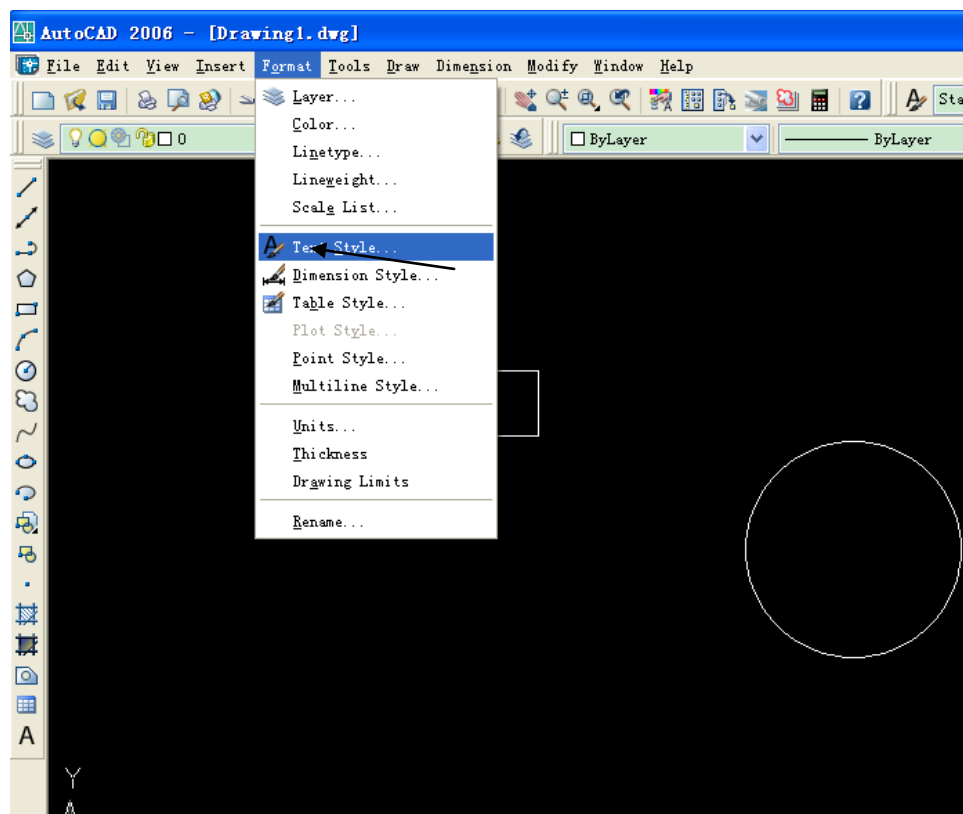 AutoCAD 2006 - [Drawing1.dwg]
File Edit View Insert Format Tools Draw Dimension Modify Window Help
Sta
0 ByLayer ByLayer
Layer...
Color...
Linetype...
Lineweight...
Scale List...
Text Style...
Dimension Style...
Table Style...
Plot Style...
Point Style...
Multiline Style...
Units...
Thickness
Drawing Limits
Rename...
A
Y